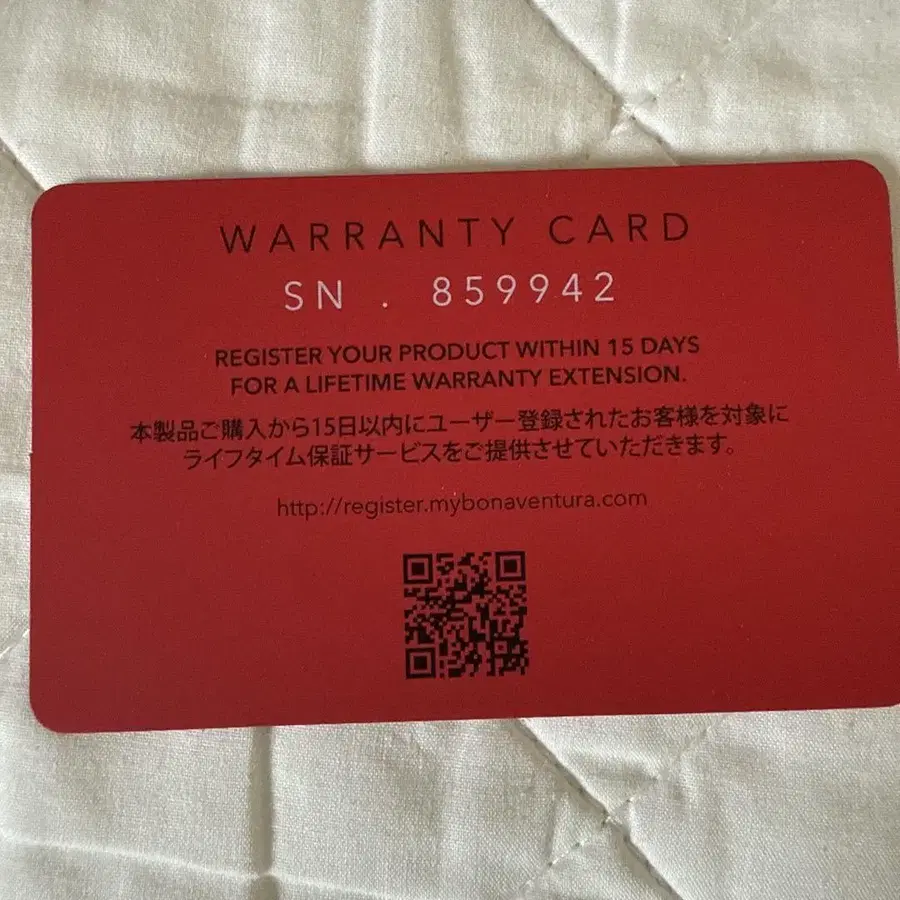 WARRANTY CARD
SN . 859942
REGISTER YOUR PRODUCT WITHIN 15 DAYS
FOR A LIFETIME WARRANTY EXTENSION.
本製品ご購入から15日以内にユーザー登録されたお客様を対象に
ライフタイム保証サービスをご提供させていただきます。
http://register.mybonaventura.com